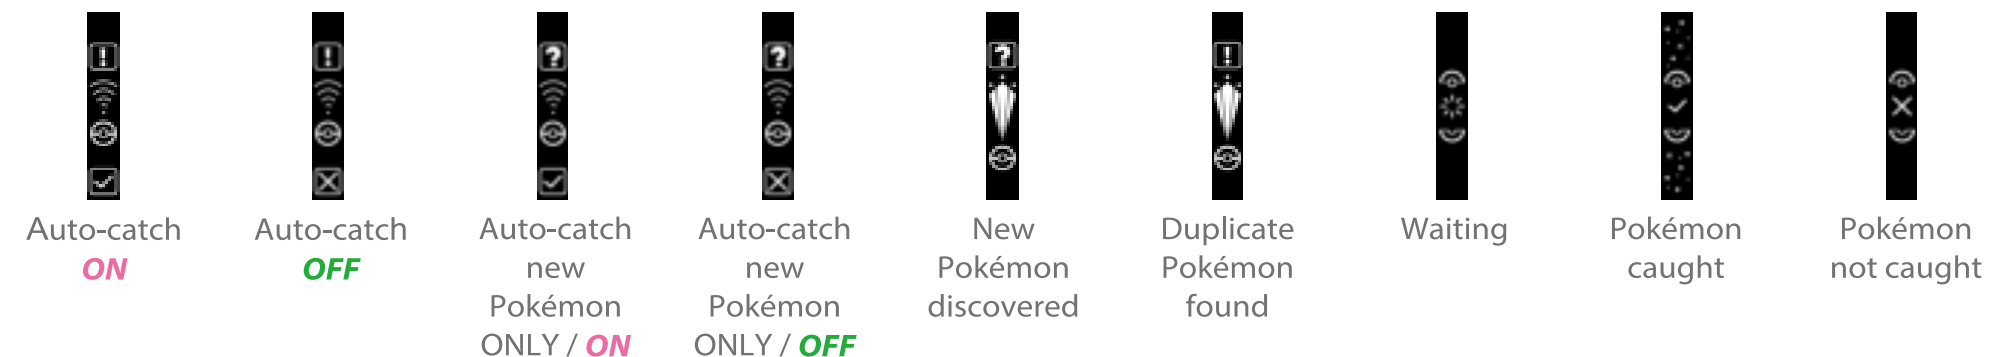 ! ! ? ? ? !
Auto-catch
ON
Auto-catch
OFF
Auto-catch
new
Pokémon
ONLY / ON
Auto-catch
new
Pokémon
ONLY / OFF
New
Pokémon
discovered
Duplicate
Pokémon
found
Waiting
Pokémon
caught
Pokémon
not caught